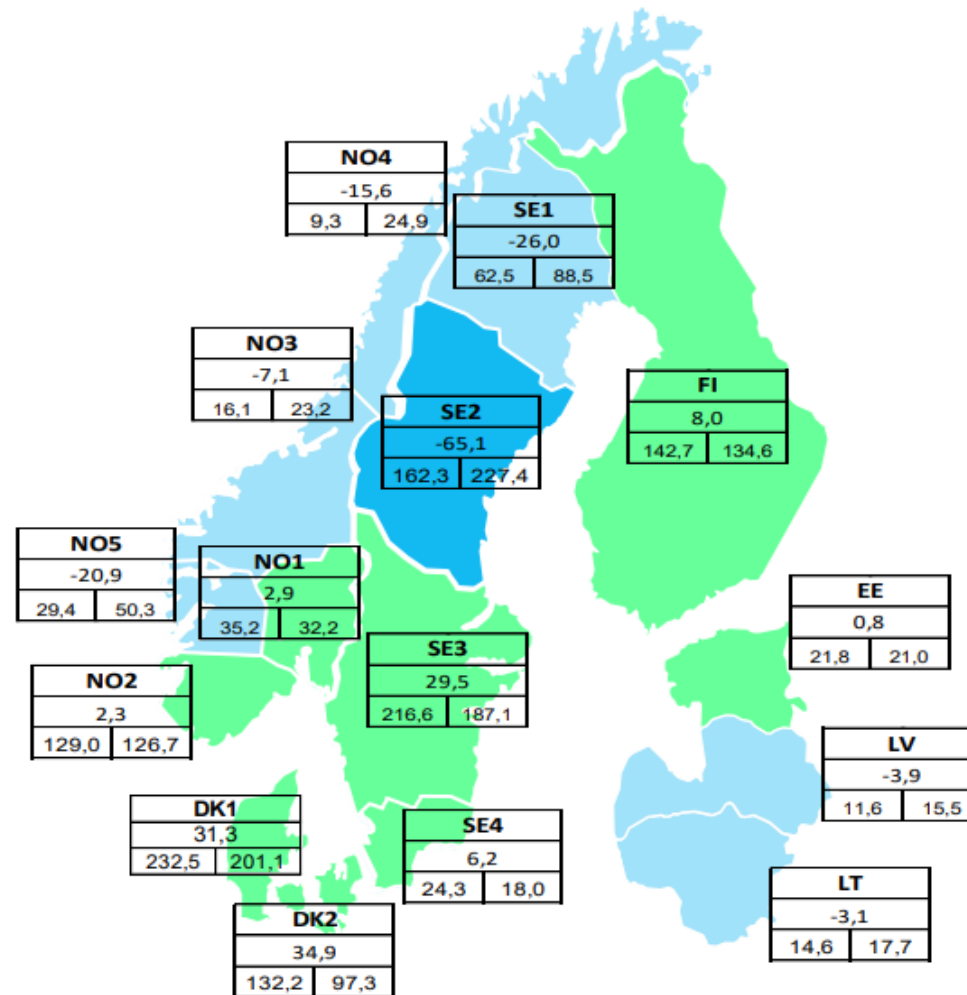 NO4
-15,6
9,3 24,9
SE1
-26,0
62,5 88,5
NO3
-7,1
16,1 23,2
SE2
-65,1
162,3 227,4
FI
8,0
142,7 134,6
NO5
-20,9
29,4 50,3
NO1
2,9
35,2 32,2
EE
0,8
21,8 21,0
SE3
29,5
216,6 187,1
NO2
2,3
129,0 126,7
LV
-3,9
11,6 15,5
DK1
31,3
232,5 201,1
SE4
6,2
24,3 18,0
LT
-3,1
14,6 17,7
DK2
34,9
132,2 97,3